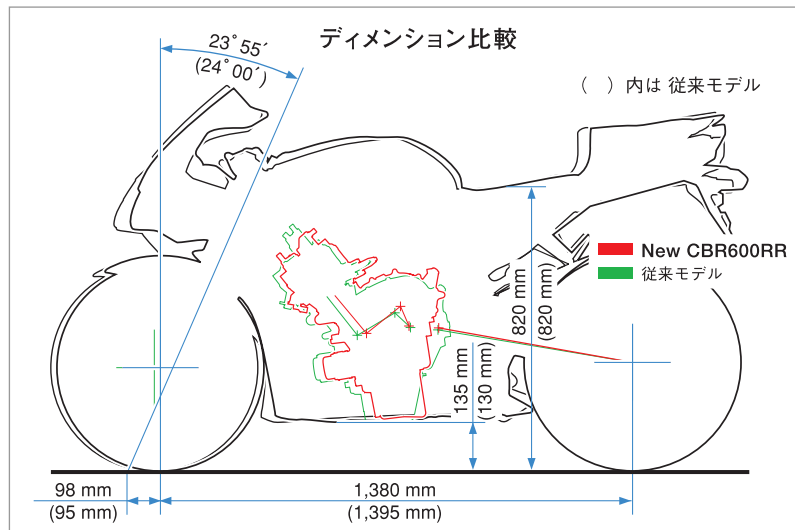 ディメンション比較
23˚55′
(24˚00′)
（　）内は 従来モデル
New CBR600RR
従来モデル
820 mm
(820 mm)
135 mm
(130 mm)
98 mm
(95 mm)
1,380 mm
(1,395 mm)